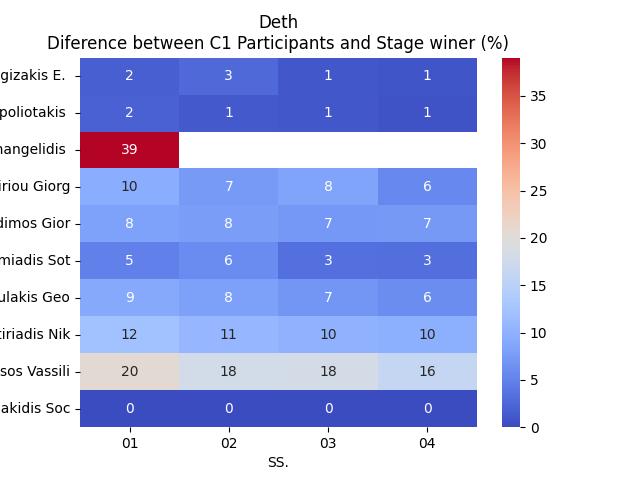 Deth
Diference between C1 Participants and Stage winer (%)
gizakis E. 2 3 1 1
poliotakis 2 1 1 1
nangelidis 39
iriou Giorg 10 7 8 6
dimos Gior 8 8 7 7
miadis Sot 5 6 3 3
ulakis Geo 9 8 7 6
tiriadis Nik 12 11 10 10
sos Vassili 20 18 18 16
akidis Soc 0 0 0 0
01 02 03 04
SS.
35
30
25
20
15
10
5
0